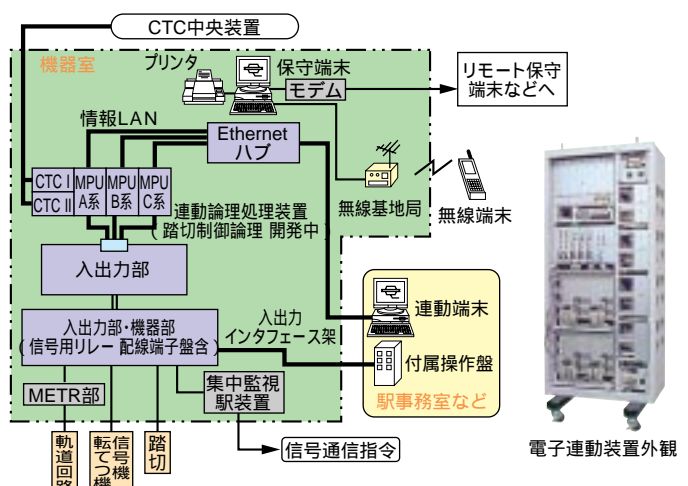 CTC中央装置
機器室
プリンタ
保守端末
モデム
リモート保守
端末などへ
情報LAN
Ethernet
ハブ
CTC I
CTC II
MPU
A系
MPU
B系
MPU
C系
連動論理処理装置
(踏切制御論理 開発中)
無線基地局
無線端末
入出力部
入出力部・機器部
(信号用リレー 配線端子盤含)
入出力
インタフェース架
連動端末
付属操作盤
駅事務室など
METR部
集中監視
駅装置
信号通信指令
軌道回路
信号機
転てつ機
踏切
電子連動装置外観